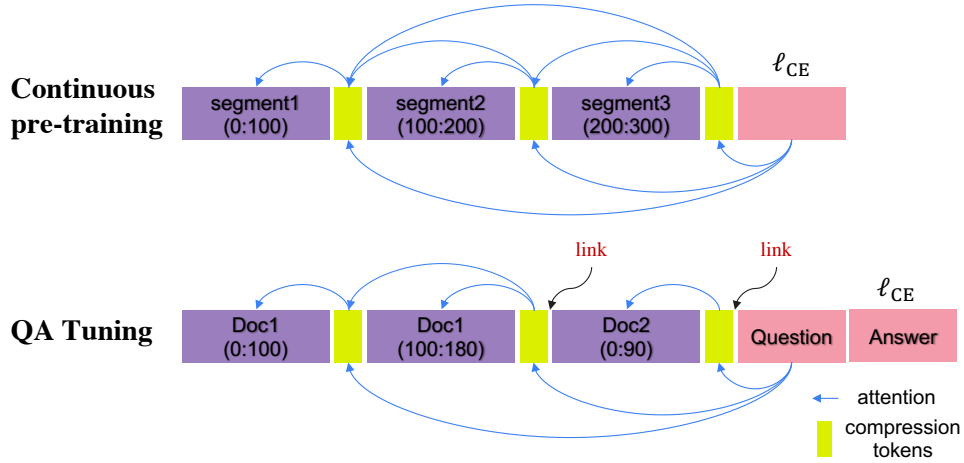 Continuous
pre-training
segment1
(0:100)
segment2
(100:200)
segment3
(200:300)
ℓCE
link
link
QA Tuning
Doc1
(0:100)
Doc1
(100:180)
Doc2
(0:90)
Question
ℓCE
Answer
attention
compression
tokens